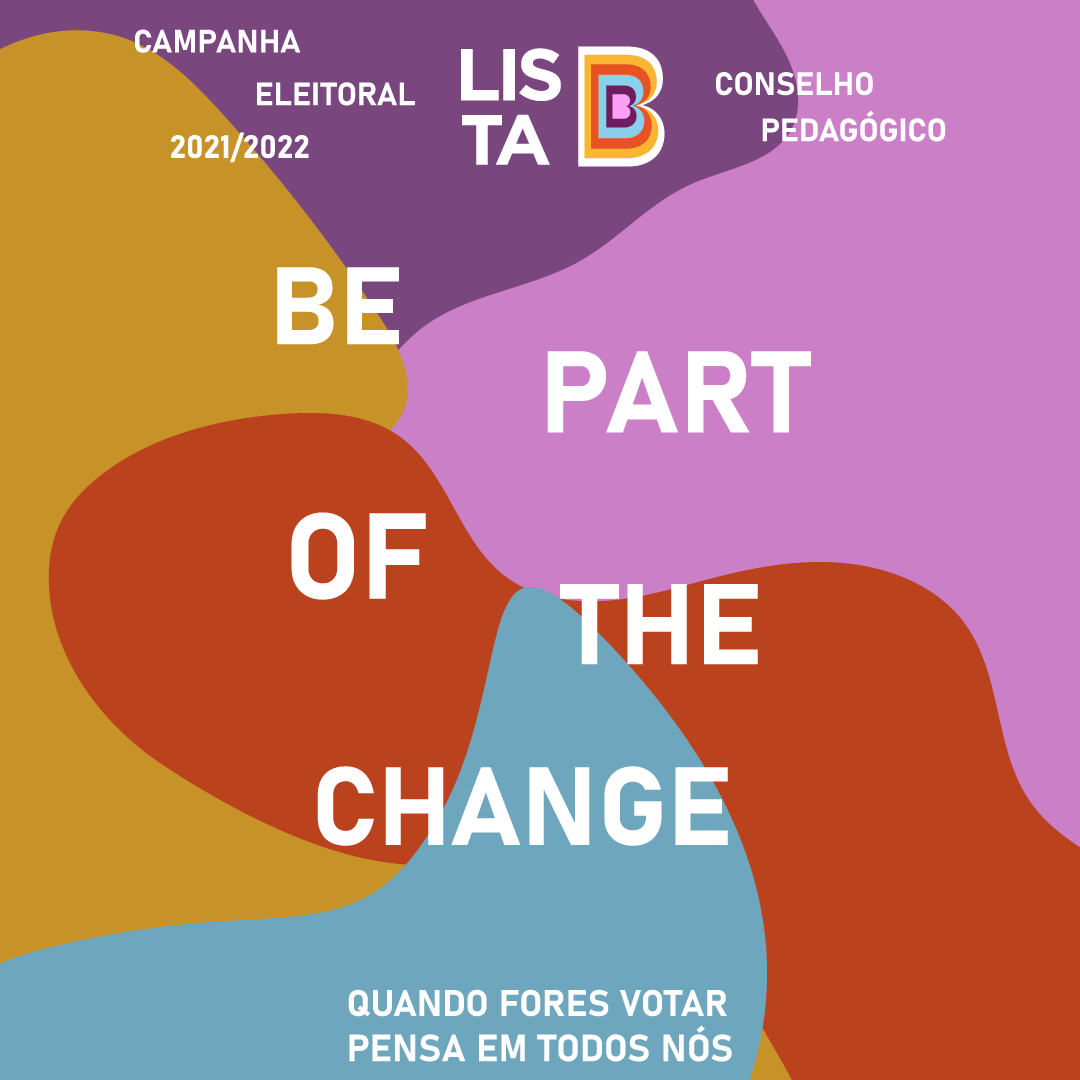 CAMPANHA
ELEITORAL
2021/2022
LIS
TA
B
CONSELHO
PEDAGÓGICO
BE
PART
OF
THE
CHANGE
QUANDO FORES VOTAR
PENSA EM TODOS NÓS